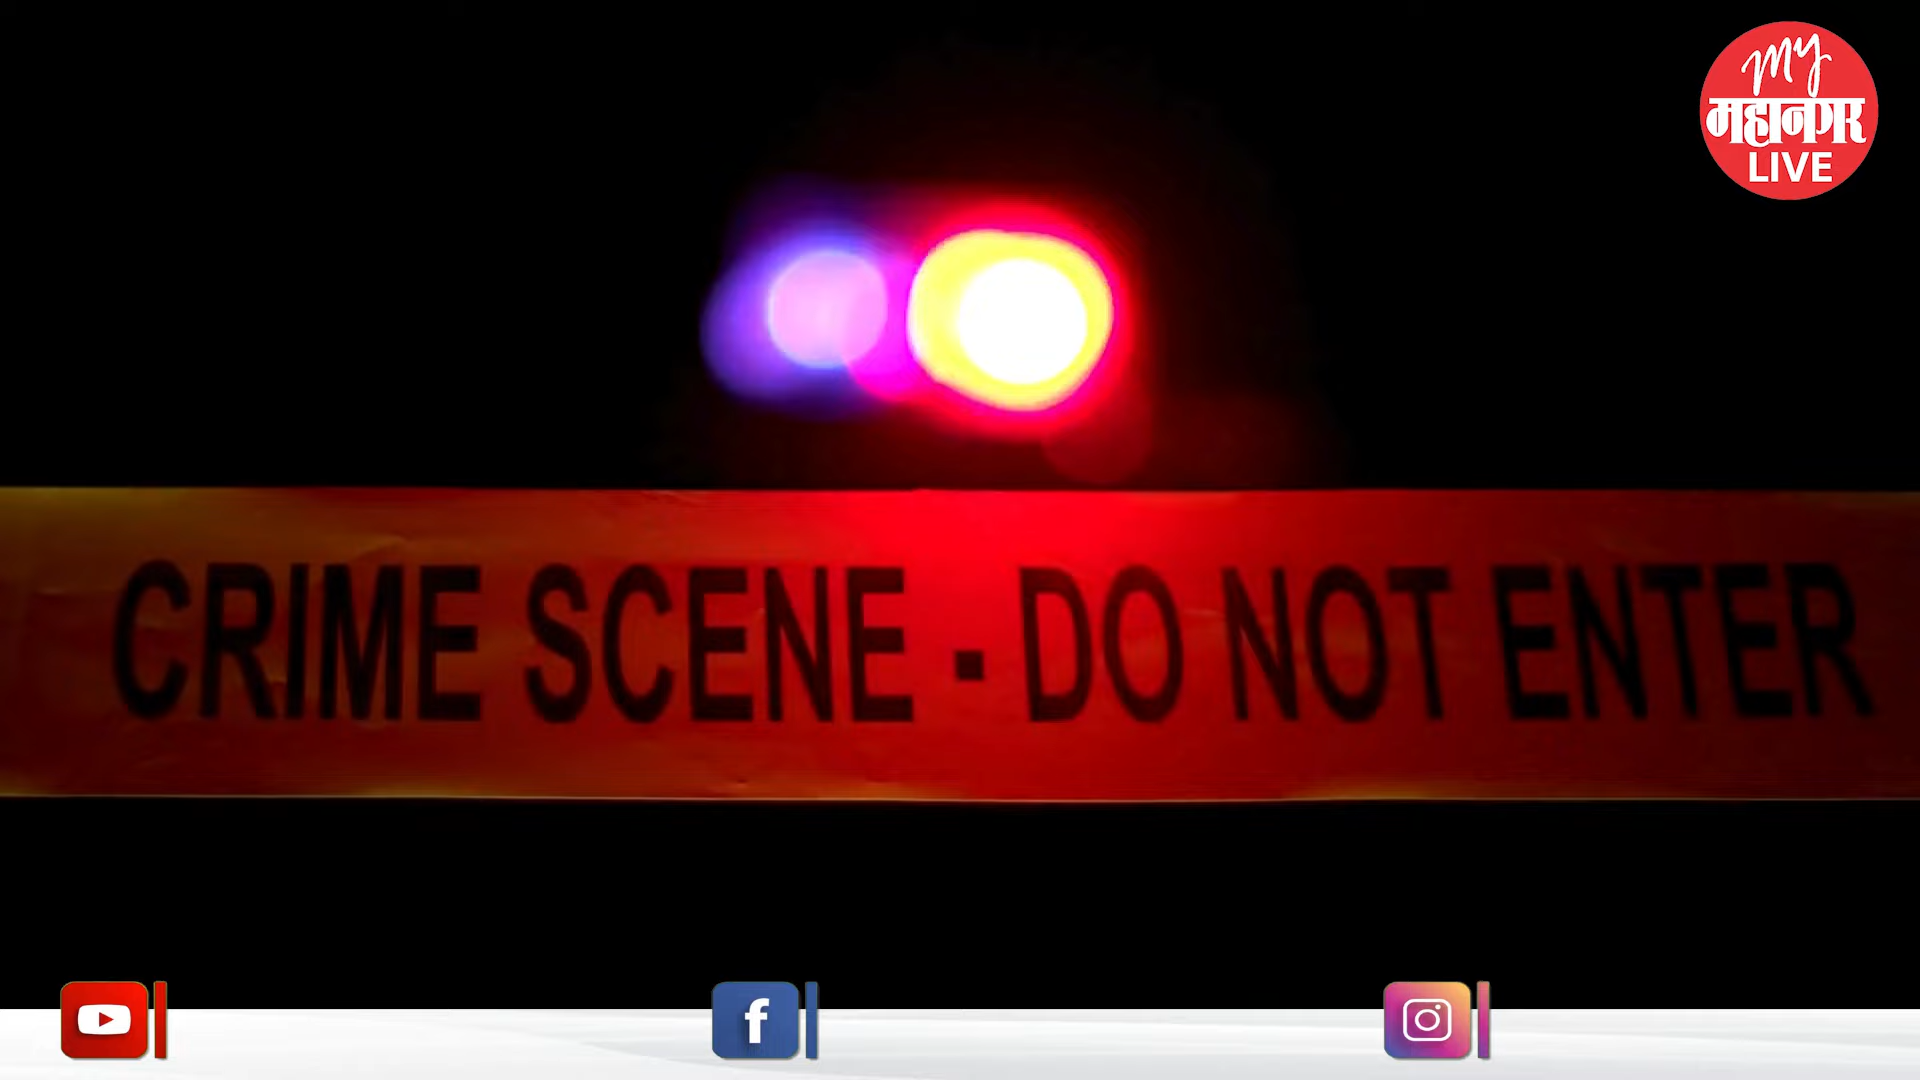 my
महानगर
LIVE
CRIME SCENE - DO NOT ENTER